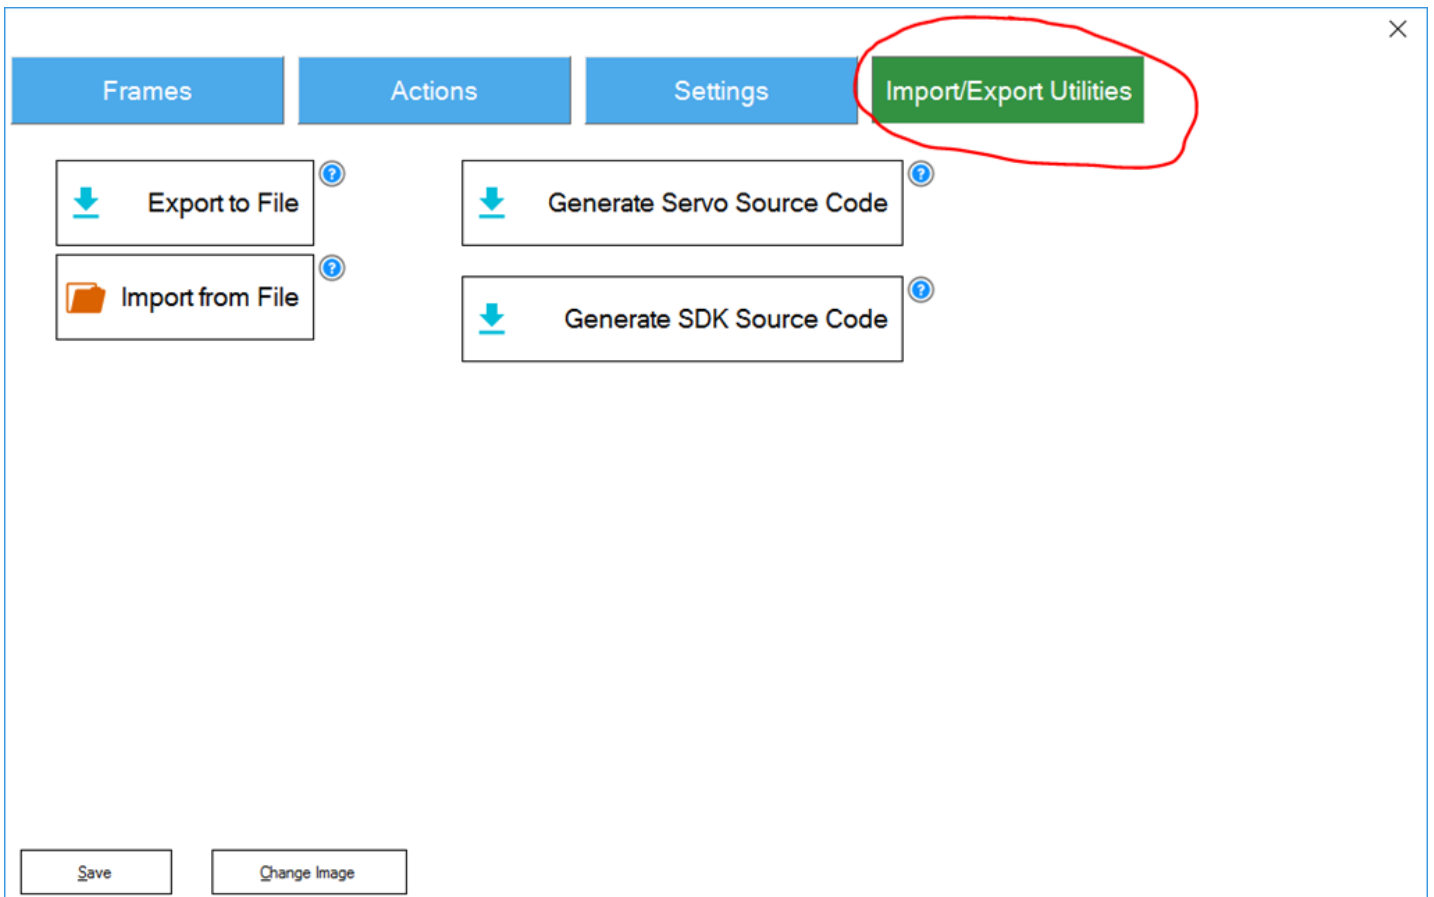 Frames Actions Settings Import/Export Utilities
Export to File
Import from File
Generate Servo Source Code
Generate SDK Source Code
Save Change Image